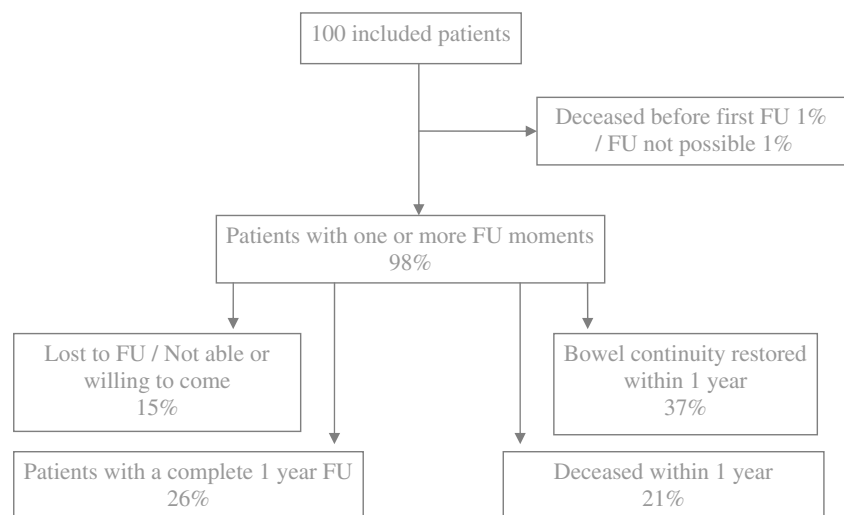 100 included patients
Deceased before first FU 1%
/ FU not possible 1%
Patients with one or more FU moments
98%
Lost to FU / Not able or
willing to come
15%
Bowel continuity restored
within 1 year
37%
Patients with a complete 1 year FU
26%
Deceased within 1 year
21%